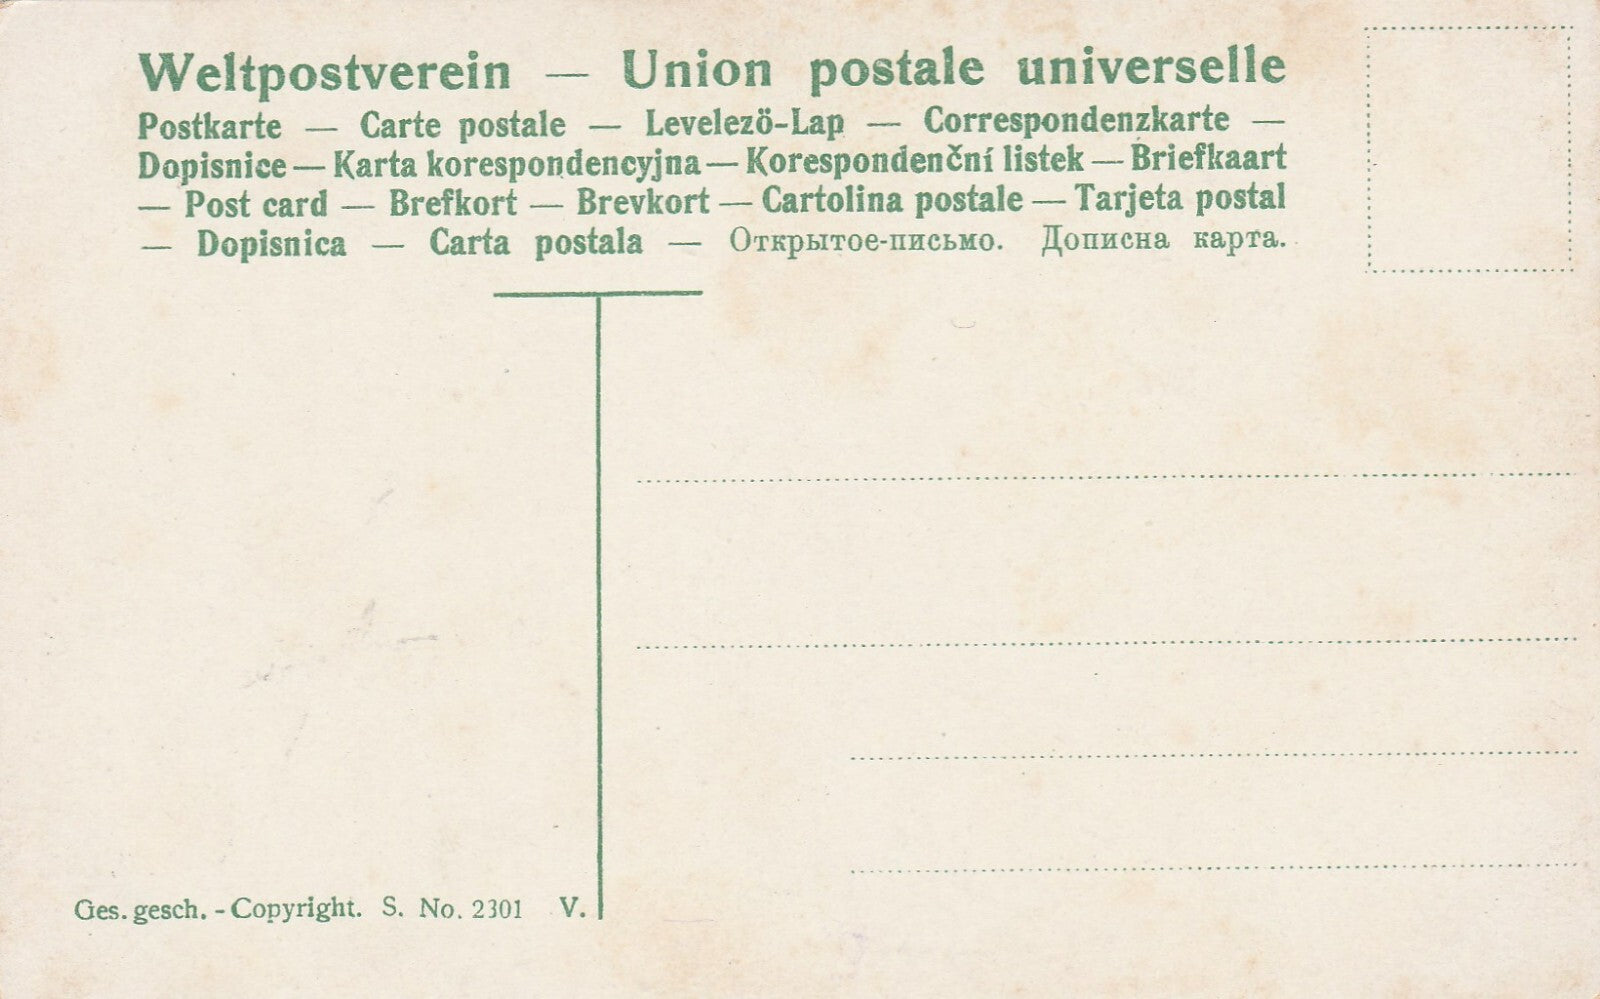 Weltpostverein — Union postale universelle
Postkarte — Carte postale — Levelezö-Lap — Correspondenzkarte —
Dopisnice — Karta korespondencyjna — Korespondenční listek — Briefkaart
— Post card — Brefkort — Brevkort — Cartolina postale — Tarjeta postal
— Dopisnica — Carta postala — Открытое-письмо. Дописна карта.
Ges. gesch. - Copyright. S. No. 2301 V.